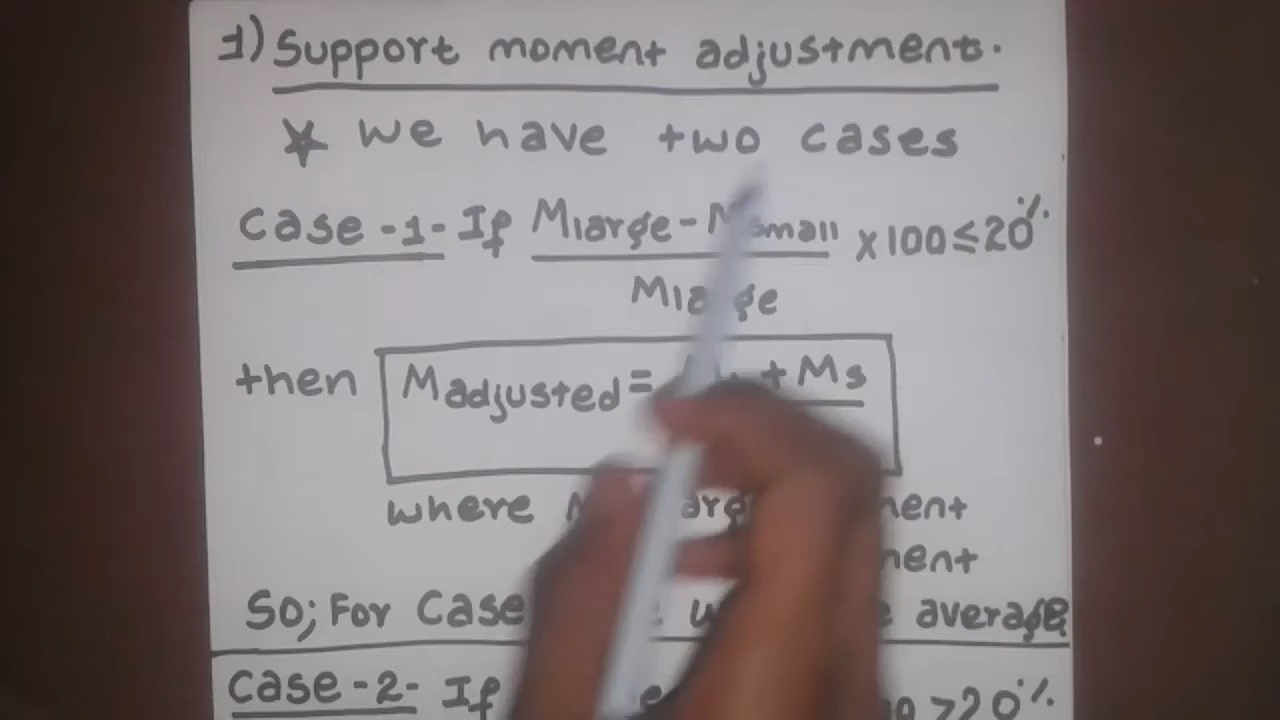 1) Support moment adjustment.
* we have two cases
Case -1- If Mlarge - Msmall x100 ≤ 20%
Mlarge
then Madjusted = + Ms
where ment
ment
So; For Case average
Case -2- If >20%